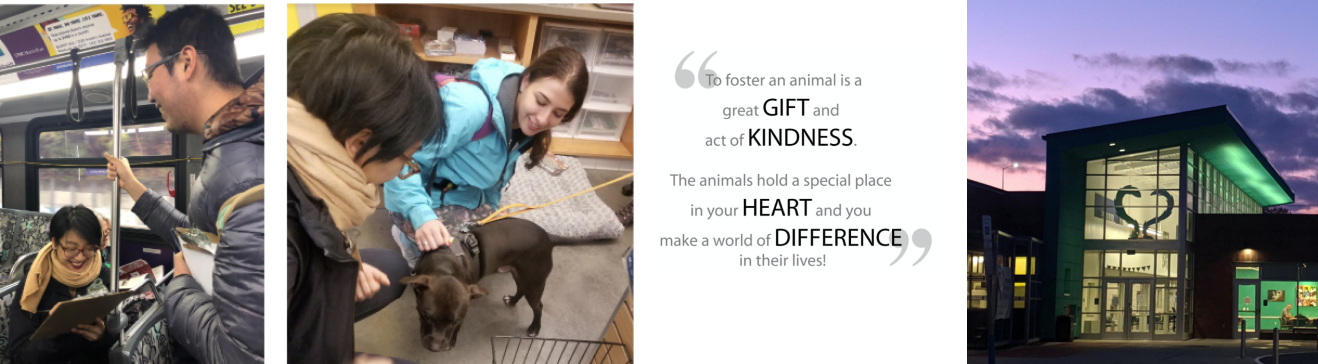 To foster an animal is a
great GIFT and
act of KINDNESS.
The animals hold a special place
in your HEART and you
make a world of DIFFERENCE
in their lives!